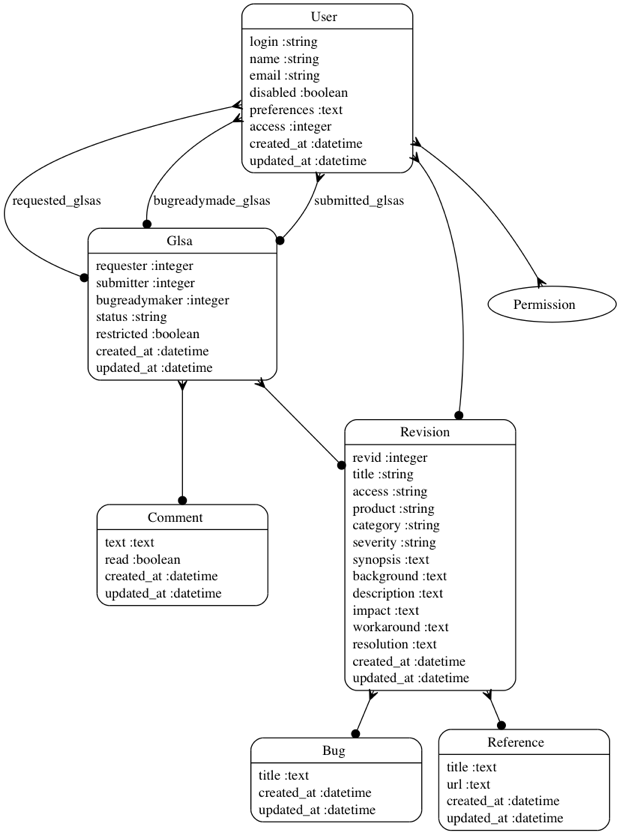 User
login :string
name :string
email :string
disabled :boolean
preferences :text
access :integer
created_at :datetime
updated_at :datetime
requested_glsas
bugreadymade_glsas
submitted_glsas
Glsa
requester :integer
submitter :integer
bugreadymaker :integer
status :string
restricted :boolean
created_at :datetime
updated_at :datetime
Permission
Revision
revid :integer
title :string
access :string
product :string
category :string
severity :string
synopsis :text
background :text
description :text
impact :text
workaround :text
resolution :text
created_at :datetime
updated_at :datetime
Comment
text :text
read :boolean
created_at :datetime
updated_at :datetime
Bug
title :text
created_at :datetime
updated_at :datetime
Reference
title :text
url :text
created_at :datetime
updated_at :datetime